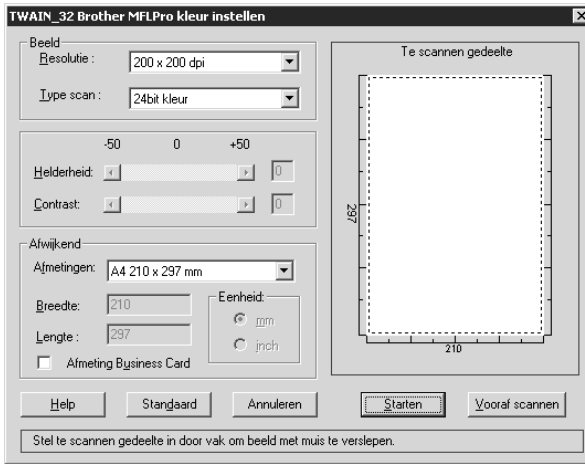 TWAIN_32 Brother MFLPro kleur instellen
Beeld
Resolutie :
200 x 200 dpi
Type scan :
24bit kleur
-50 0 +50
Helderheid: 0
Contrast: 0
Afwijkend
Afmetingen: A4 210 x 297 mm
Breedte: 210
Lengte : 297
Eenheid:
mm
inch
Afmeting Business Card
Te scannen gedeelte
297
210
Help Standaard Annuleren Starten Vooraf scannen
Stel te scannen gedeelte in door vak om beeld met muis te verslepen.